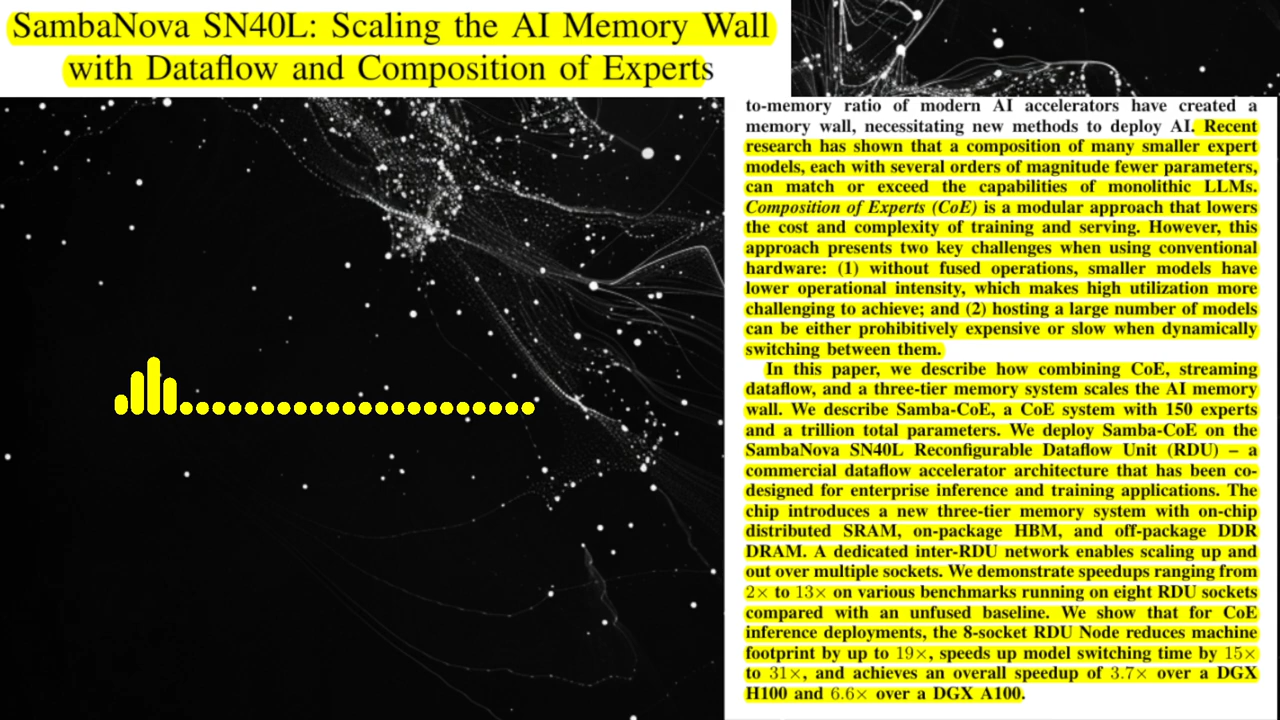 SambaNova SN40L: Scaling the AI Memory Wall
with Dataflow and Composition of Experts
to-memory ratio of modern AI accelerators have created a
memory wall, necessitating new methods to deploy AI. Recent
research has shown that a composition of many smaller expert
models, each with several orders of magnitude fewer parameters,
can match or exceed the capabilities of monolithic LLMs.
Composition of Experts (CoE) is a modular approach that lowers
the cost and complexity of training and serving. However, this
approach presents two key challenges when using conventional
hardware: (1) without fused operations, smaller models have
lower operational intensity, which makes high utilization more
challenging to achieve; and (2) hosting a large number of models
can be either prohibitively expensive or slow when dynamically
switching between them.
In this paper, we describe how combining CoE, streaming
dataflow, and a three-tier memory system scales the AI memory
wall. We describe Samba-CoE, a CoE system with 150 experts
and a trillion total parameters. We deploy Samba-CoE on the
SambaNova SN40L Reconfigurable Dataflow Unit (RDU) – a
commercial dataflow accelerator architecture that has been co-
designed for enterprise inference and training applications. The
chip introduces a new three-tier memory system with on-chip
distributed SRAM, on-package HBM, and off-package DDR
DRAM. A dedicated inter-RDU network enables scaling up and
out over multiple sockets. We demonstrate speedups ranging from
2× to 13× on various benchmarks running on eight RDU sockets
compared with an unfused baseline. We show that for CoE
inference deployments, the 8-socket RDU Node reduces machine
footprint by up to 19×, speeds up model switching time by 15×
to 31×, and achieves an overall speedup of 3.7× over a DGX
H100 and 6.6× over a DGX A100.